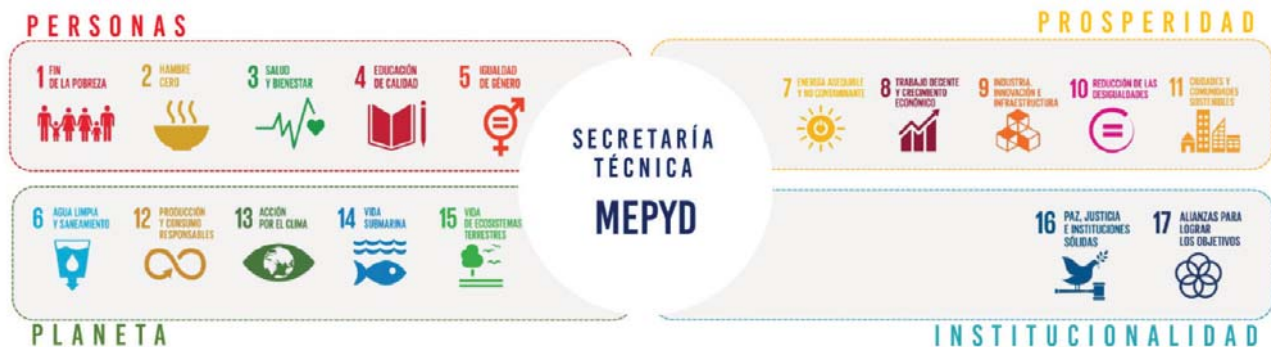 PERSONAS
1 FIN
DE LA POBREZA
2 HAMBRE
CERO
3 SALUD
Y BIENESTAR
4 EDUCACIÓN
DE CALIDAD
5 IGUALDAD
DE GÉNERO
PROSPERIDAD
7 ENERGÍA ASEQUIBLE
Y NO CONTAMINANTE
8 TRABAJO DECENTE
Y CRECIMIENTO
ECONÓMICO
9 INDUSTRIA,
INNOVACIÓN E
INFRAESTRUCTURA
10 REDUCCIÓN DE LAS
DESIGUALDADES
11 CIUDADES Y
COMUNIDADES
SOSTENIBLES
SECRETARÍA
TÉCNICA
MEPYD
6 AGUA LIMPIA
Y SANEAMIENTO
12 PRODUCCIÓN
Y CONSUMO
RESPONSABLES
13 ACCIÓN
POR EL CLIMA
14 VIDA
SUBMARINA
15 VIDA
DE ECOSISTEMAS
TERRESTRES
PLANETA
16 PAZ, JUSTICIA
E INSTITUCIONES
SÓLIDAS
17 ALIANZAS PARA
LOGRAR
LOS OBJETIVOS
INSTITUCIONALIDAD